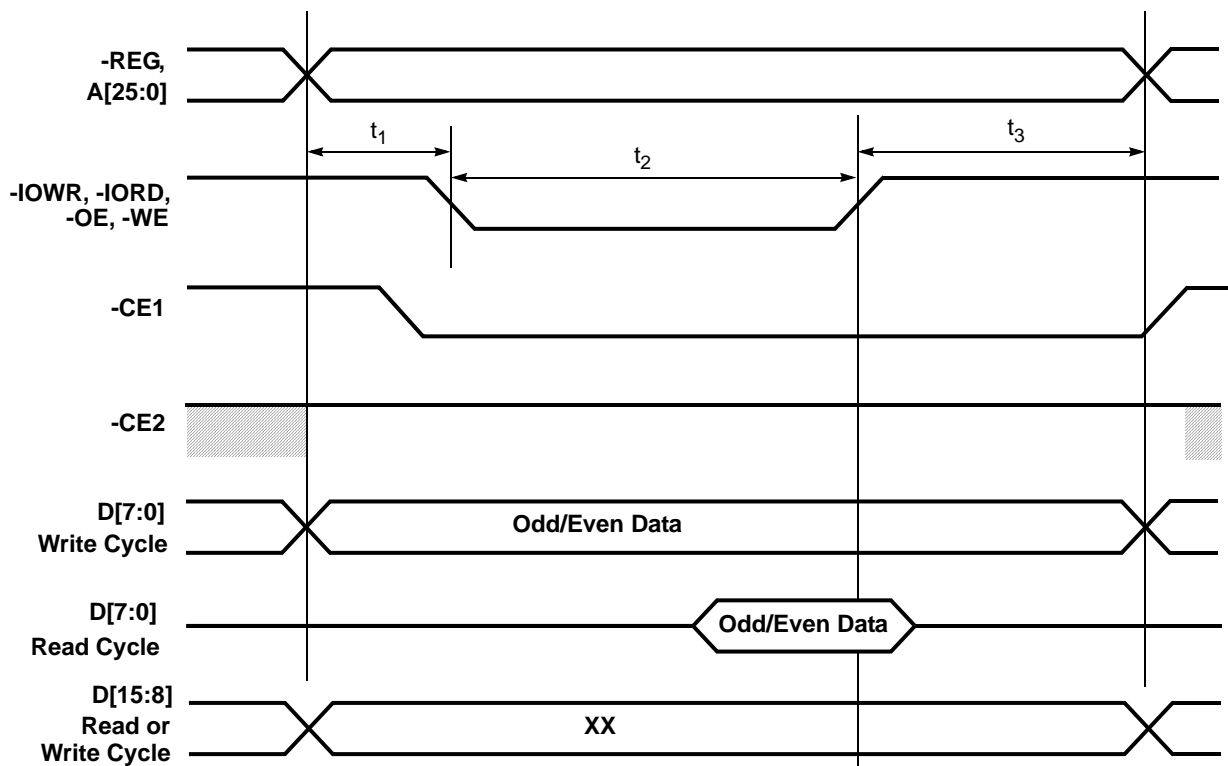 -REG,
A[25:0]
t1
t2
t3
-IOWR, -IORD,
-OE, -WE
-CE1
-CE2
D[7:0]
Write Cycle
Odd/Even Data
D[7:0]
Read Cycle
Odd/Even Data
D[15:8]
Read or
Write Cycle
XX